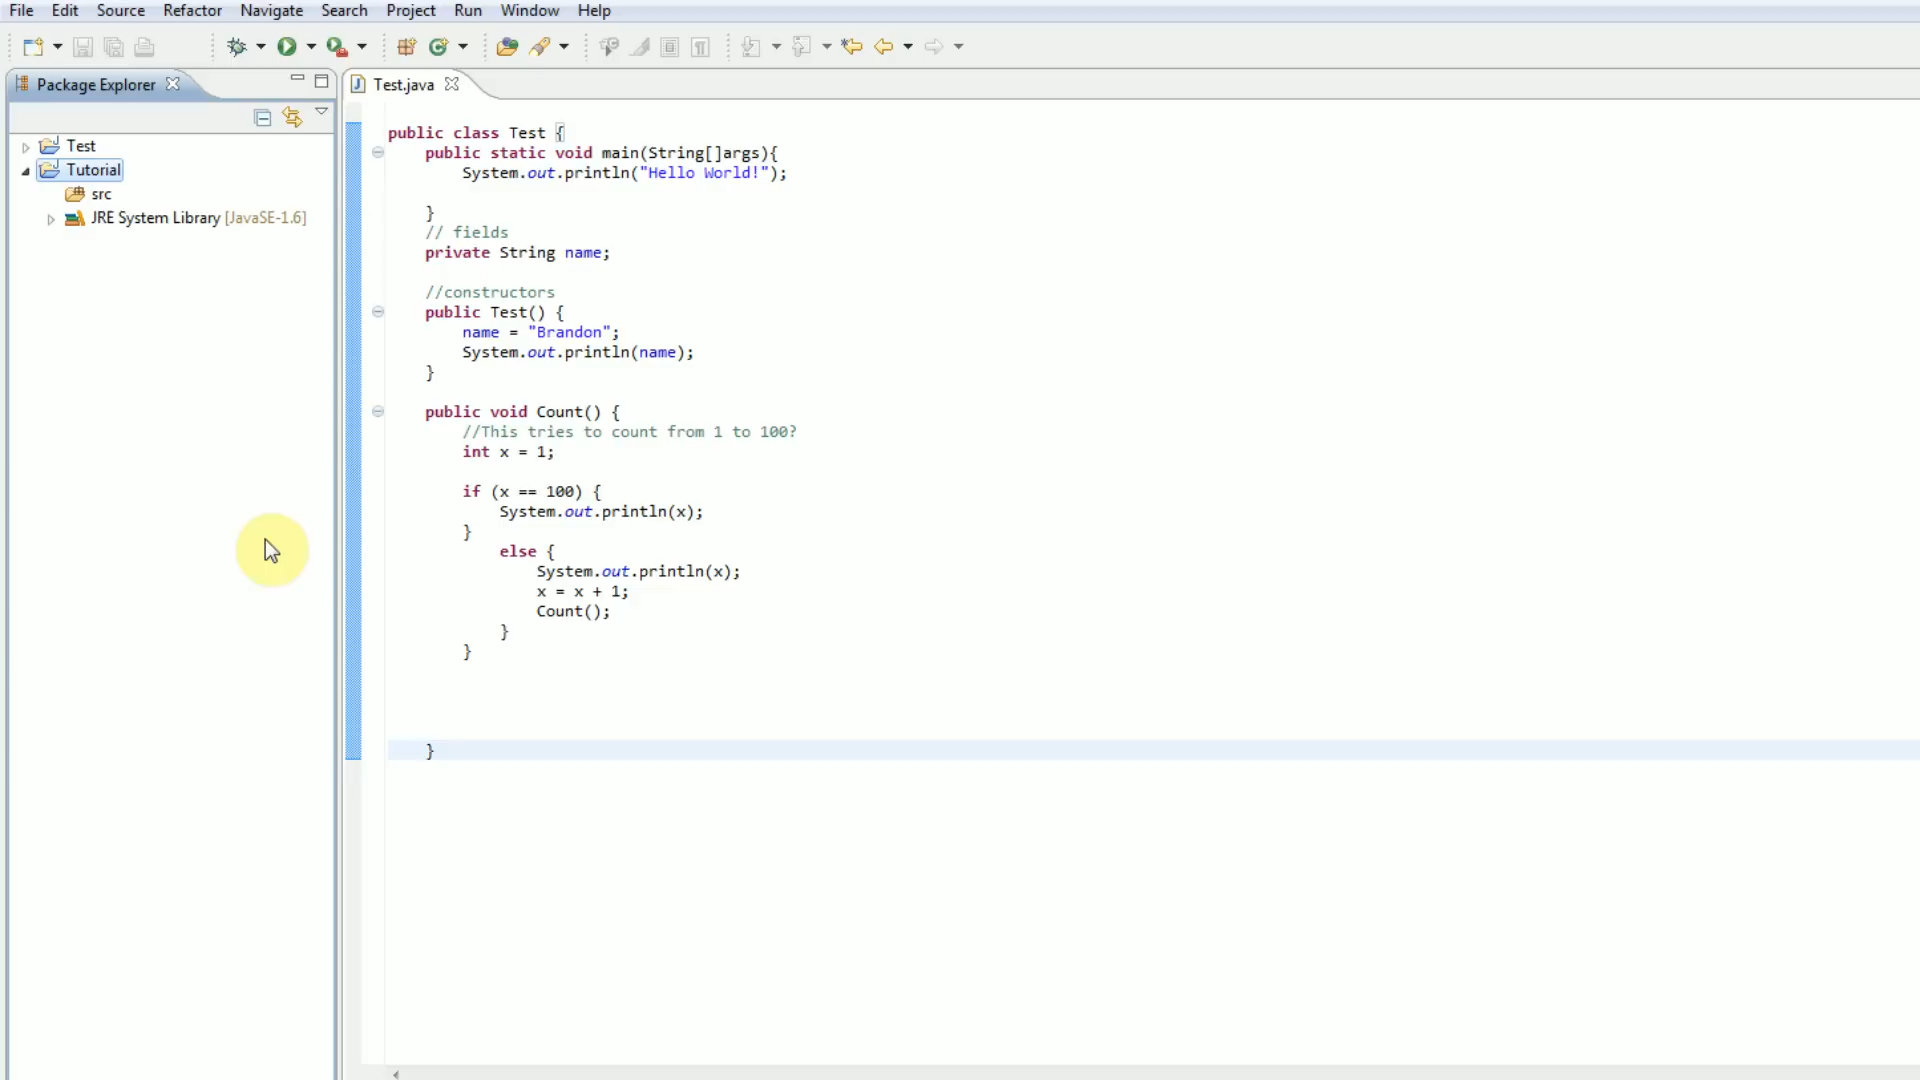 File Edit Source Refactor Navigate Search Project Run Window Help
Package Explorer
Test.java
Test
Tutorial
src
JRE System Library [JavaSE-1.6]
public class Test {
public static void main(String[]args){
System.out.println("Hello World!");
}
// fields
private String name;
//constructors
public Test() {
name = "Brandon";
System.out.println(name);
}
public void Count() {
//This tries to count from 1 to 100?
int x = 1;
if (x == 100) {
System.out.println(x);
}
else {
System.out.println(x);
x = x + 1;
Count();
}
}
}